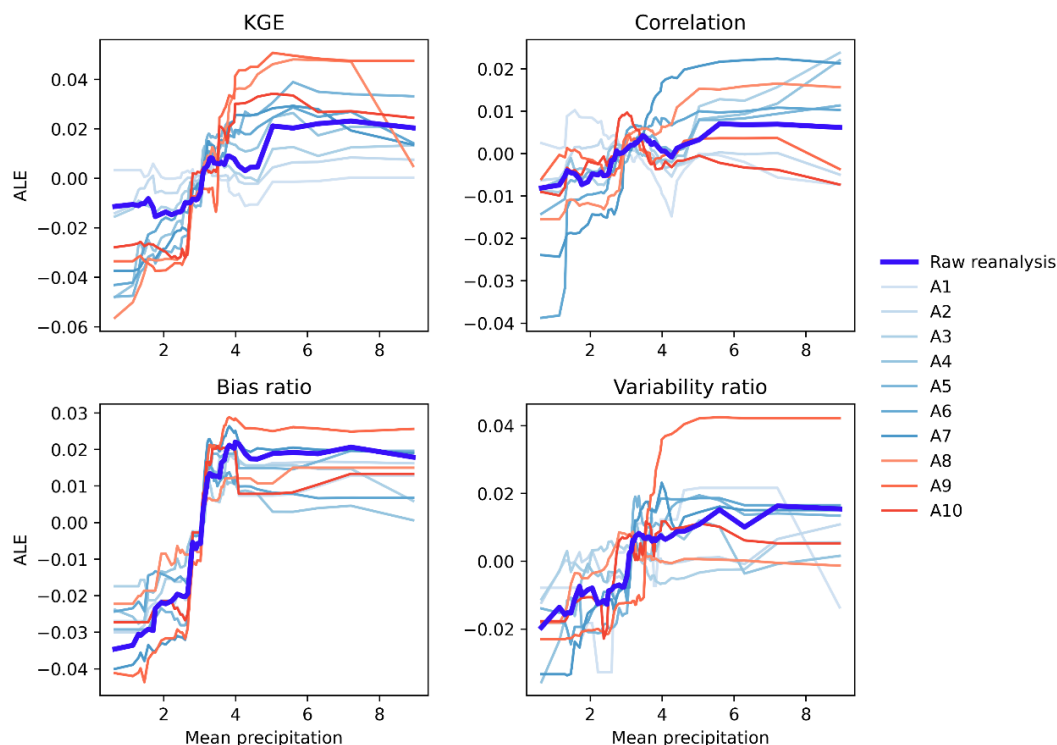 KGE
ALE
0.04
0.02
0.00
−0.02
−0.04
−0.06
2 4 6 8
Correlation
0.02
0.01
0.00
−0.01
−0.02
−0.03
−0.04
2 4 6 8
Bias ratio
ALE
0.03
0.02
0.01
0.00
−0.01
−0.02
−0.03
−0.04
2 4 6 8
Mean precipitation
Variability ratio
0.04
0.02
0.00
−0.02
2 4 6 8
Mean precipitation
Raw reanalysis
A1
A2
A3
A4
A5
A6
A7
A8
A9
A10